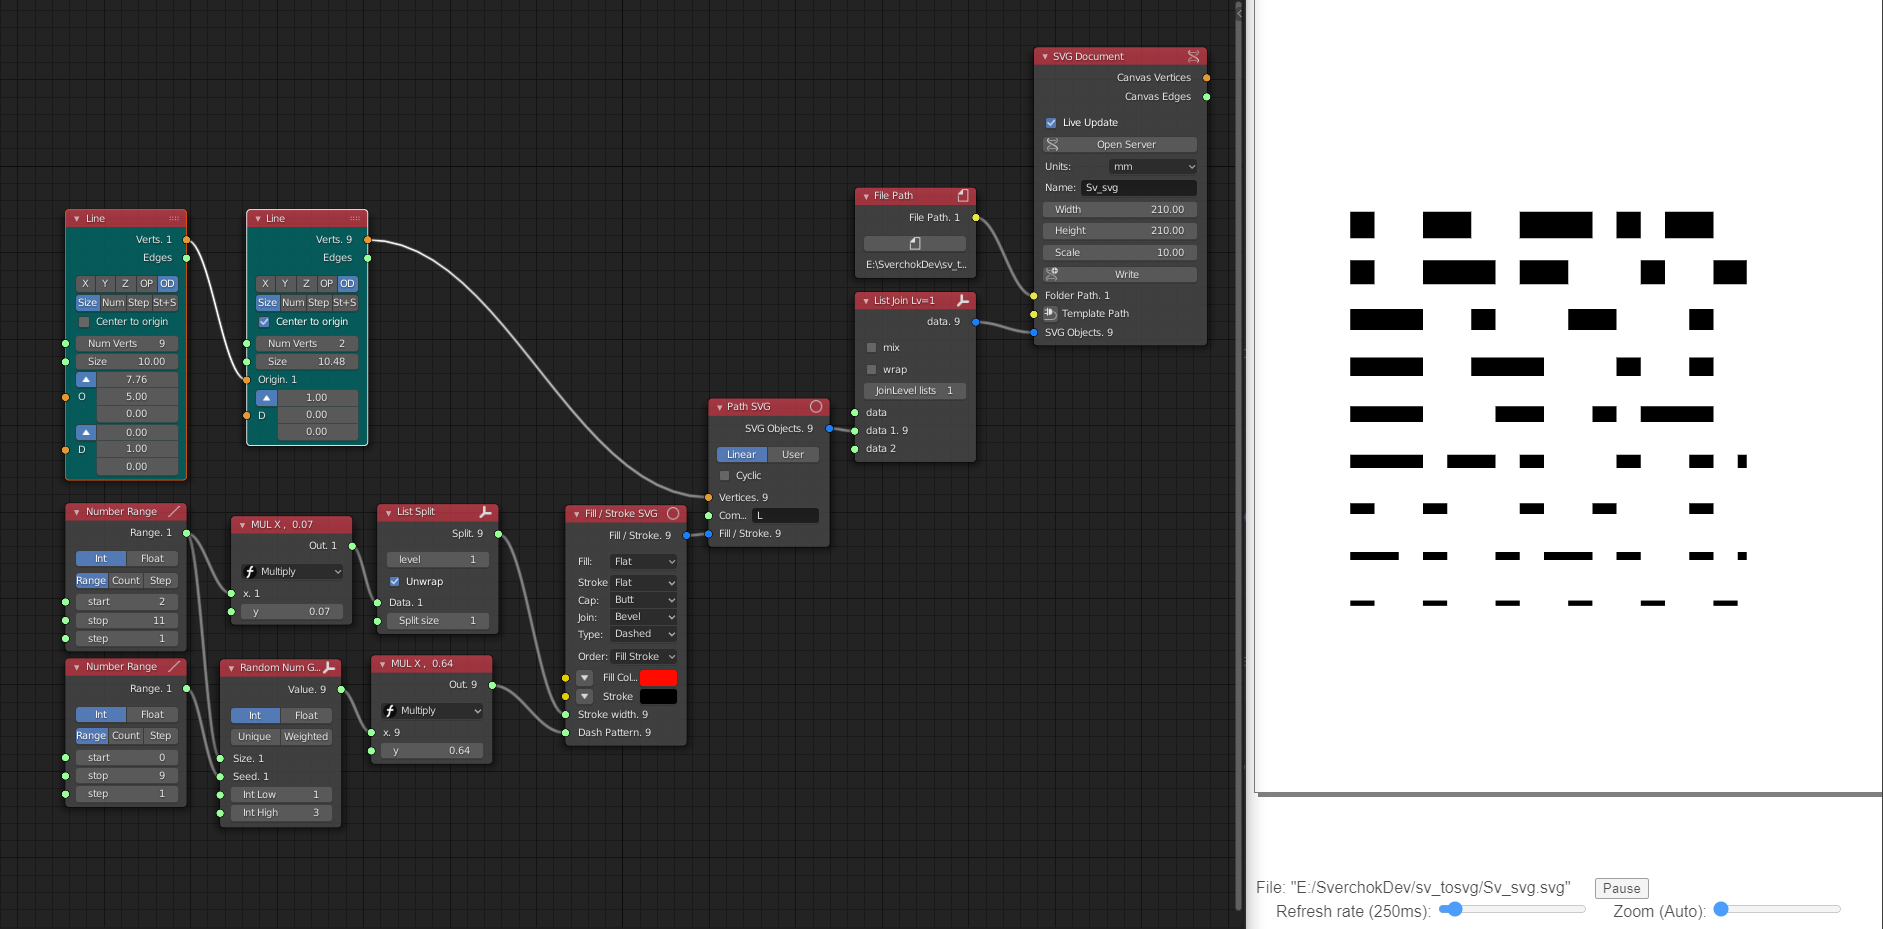 SVG Document
Canvas Vertices
Canvas Edges
Live Update
Open Server
Units: mm
Name: Sv_svg
Width 210.00
Height 210.00
Scale 10.00
Write
Folder Path. 1
Template Path
SVG Objects. 9
File Path
File Path. 1
E:\SverchokDev\sv_t...
List Join Lv=1
data. 9
mix
wrap
JoinLevel lists 1
data
data 1. 9
data 2
Line
Verts. 1
Edges
X Y Z OP OD
Size Num Step St+S
Center to origin
Num Verts 9
Size 10.00
7.76
O 5.00
0.00
0.00
D 1.00
0.00
Line
Verts. 9
Edges
X Y Z OP OD
Size Num Step St+S
Center to origin
Num Verts 2
Size 10.48
Origin. 1
1.00
D 0.00
0.00
Path SVG
SVG Objects. 9
Linear User
Cyclic
Vertices. 9
Com... L
Fill / Stroke. 9
Number Range
Range. 1
Int Float
Range Count Step
start 2
stop 11
step 1
MUL X, 0.07
Out. 1
Multiply
x. 1
y 0.07
List Split
Split. 9
level 1
Unwrap
Data. 1
Split size 1
Fill / Stroke SVG
Fill / Stroke. 9
Fill: Flat
Stroke Flat
Cap: Butt
Join: Bevel
Type: Dashed
Order: Fill Stroke
Fill Col...
Stroke
Stroke width. 9
Dash Pattern. 9
Number Range
Range. 1
Int Float
Range Count Step
start 0
stop 9
step 1
Random Num G...
Value. 9
Int Float
Unique Weighted
Size. 1
Seed. 1
Int Low 1
Int High 3
MUL X, 0.64
Out. 9
Multiply
x. 9
y 0.64
File: "E:/SverchokDev/sv_tosvg/Sv_svg.svg" Pause
Refresh rate (250ms): Zoom (Auto):